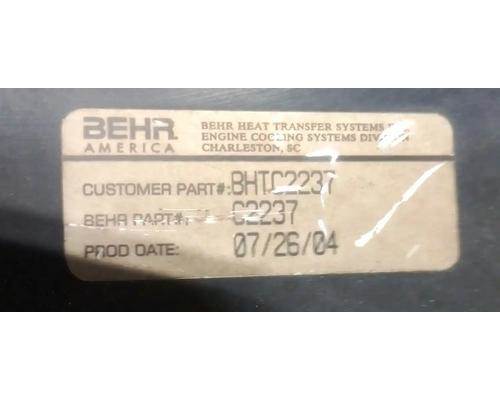 BEHR
AMERICA
BEHR HEAT TRANSFER SYSTEMS
ENGINE COOLING SYSTEMS DIVISION
CHARLESTON, SC
CUSTOMER PART#: BHTC2237
BEHR PART#: C2237
PROD DATE: 07/26/04